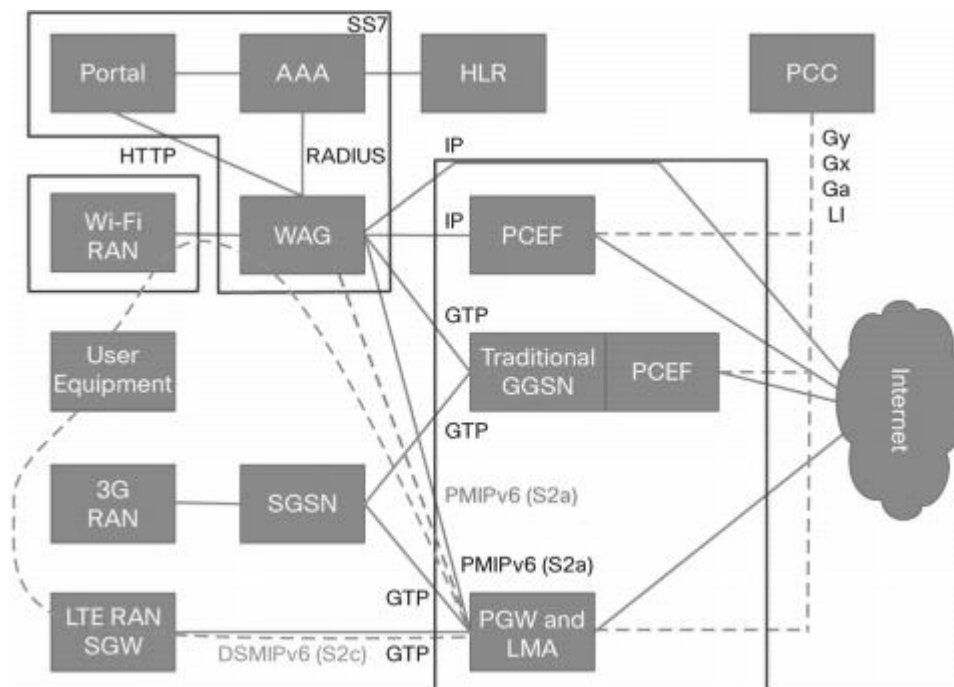 SS7
Portal
AAA
HLR
PCC
HTTP
RADIUS
IP
Gy
Gx
Ga
LI
Wi-Fi
RAN
WAG
IP
PCEF
GTP
User
Equipment
Traditional
GGSN
PCEF
Internet
GTP
3G
RAN
SGSN
PMIPv6 (S2a)
PMIPv6 (S2a)
GTP
LTE RAN
SGW
PGW and
LMA
DSMIPv6 (S2c)
GTP